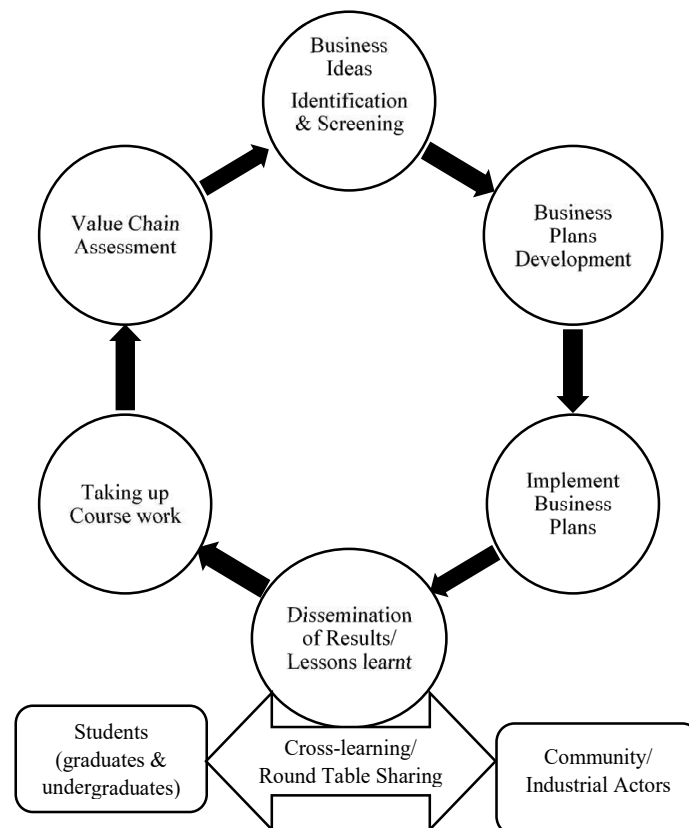 Business
Ideas
Identification
& Screening
Business
Plans
Development
Implement
Business
Plans
Dissemination
of Results/
Lessons learnt
Taking up
Course work
Value Chain
Assessment
Students
(graduates &
undergraduates)
Cross-learning/
Round Table Sharing
Community/
Industrial Actors